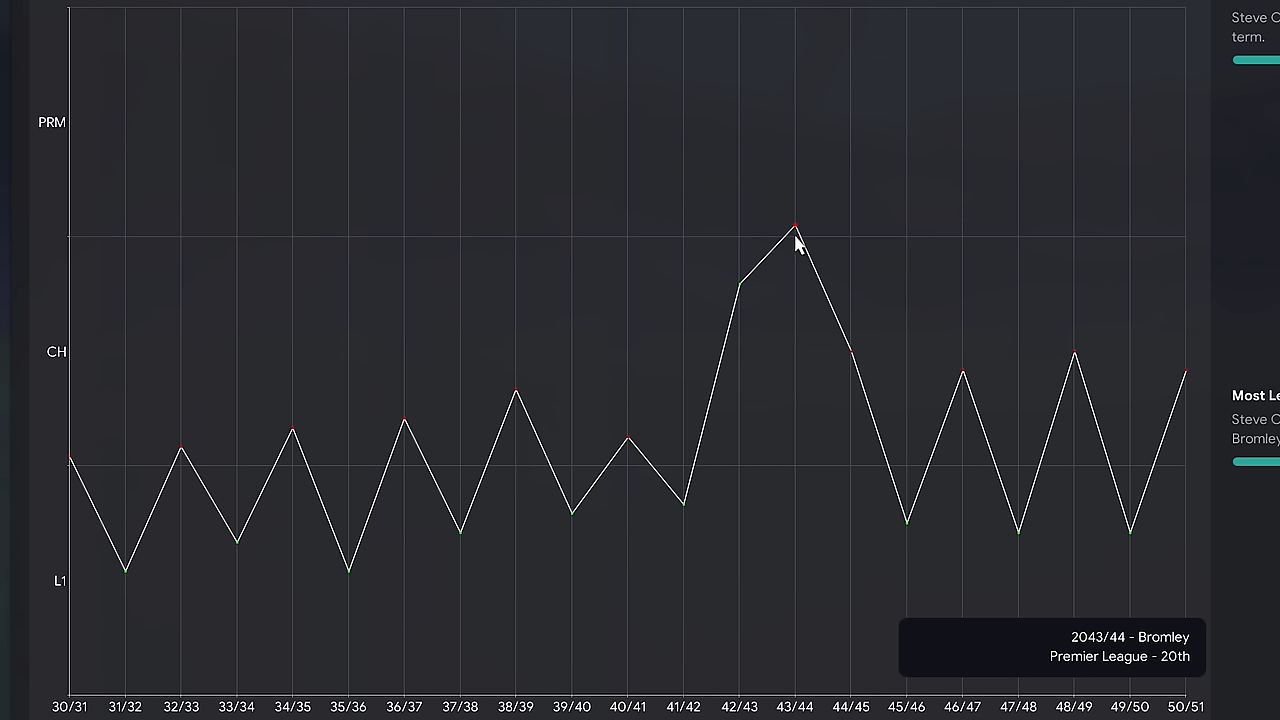 Steve
term.
PRM
CH
L1
Most
Steve
Bromley
2043/44 - Bromley
Premier League - 20th
30/31 31/32 32/33 33/34 34/35 35/36 36/37 37/38 38/39 39/40 40/41 41/42 42/43 43/44 44/45 45/46 46/47 47/48 48/49 49/50 50/51